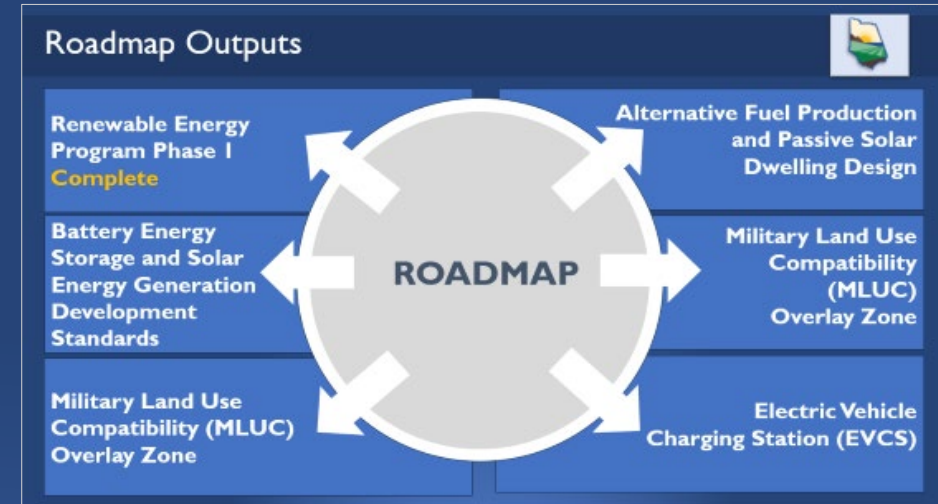 Roadmap Outputs
Renewable Energy
Program Phase I
Complete
Battery Energy
Storage and Solar
Energy Generation
Development
Standards
Military Land Use
Compatibility (MLUC)
Overlay Zone
ROADMAP
Alternative Fuel Production
and Passive Solar
Dwelling Design
Military Land Use
Compatibility
(MLUC)
Overlay Zone
Electric Vehicle
Charging Station (EVCS)